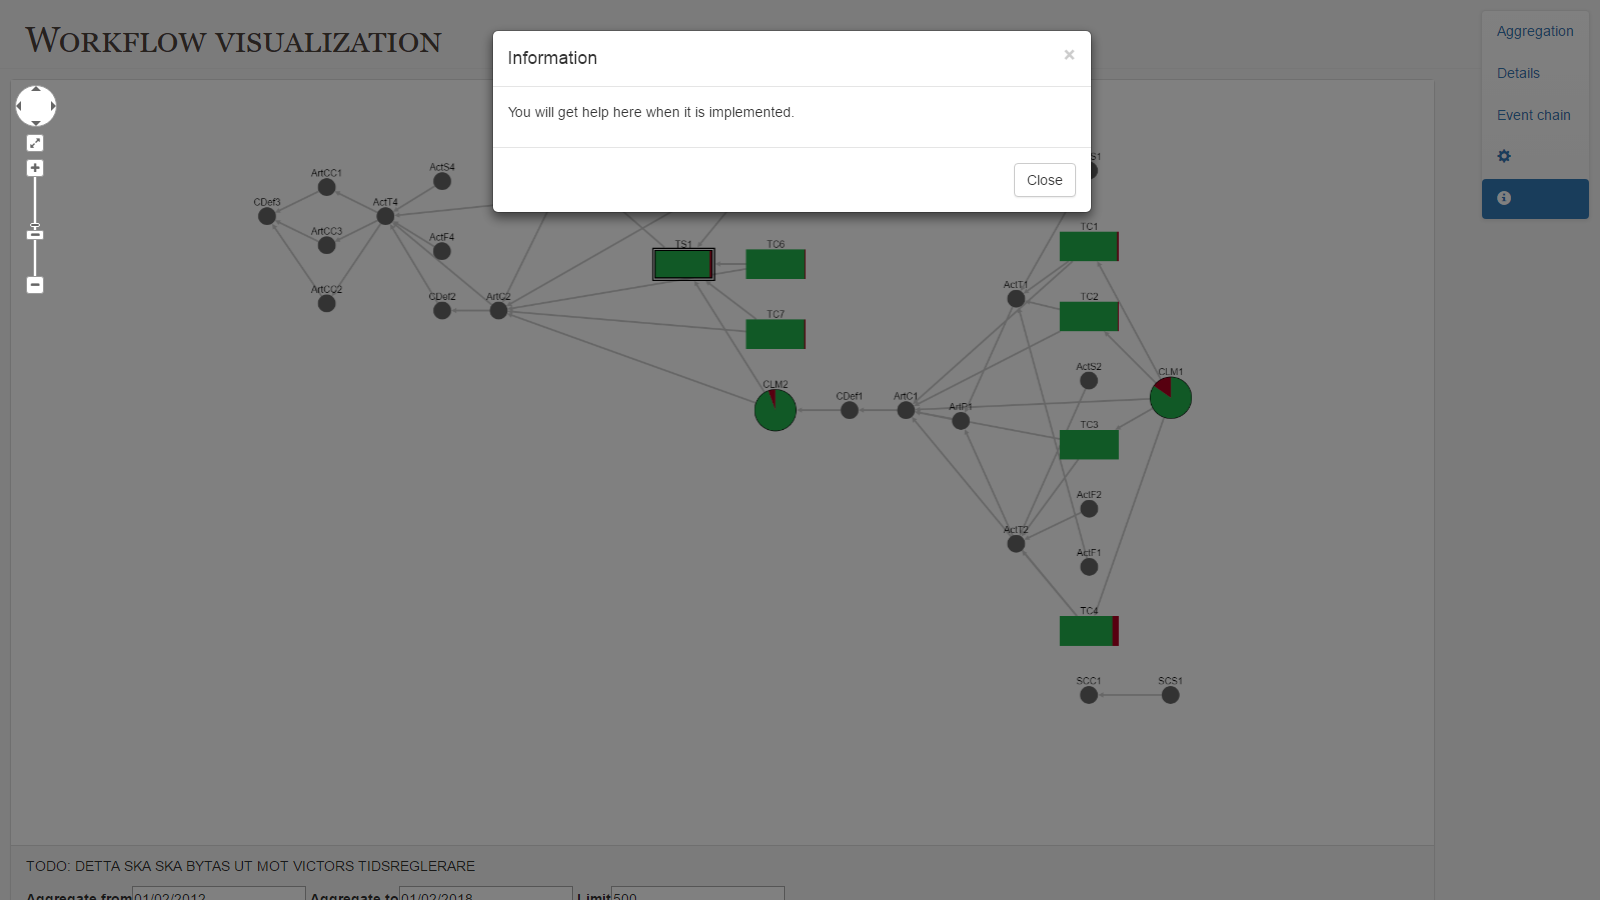 WORKFLOW VISUALIZATION
Information
×
You will get help here when it is implemented.
Close
Aggregation
Details
Event chain
ArtCC1
ActS4
CDef3
ActT4
ArtCC3
ActF4
ArtCC2
CDef2
ArtC2
TS1
TC6
TC7
CLM2
CDef1
ArtC1
ArtP1
S1
TC1
ActT1
TC2
ActS2
CLM1
TC3
ActF2
ActT2
ActF1
TC4
SCC1
SCS1
TODO: DETTA SKA SKA BYTAS UT MOT VICTORS TIDSREGLERARE
Aggregate from 01/02/2012 Aggregate to 01/02/2018 Limit 500